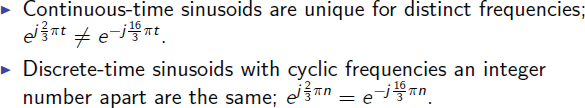 ▶ Continuous-time sinusoids are unique for distinct frequencies;
$e^{j\frac{2}{3}\pi t} \neq e^{-j\frac{16}{3}\pi t}$.
▶ Discrete-time sinusoids with cyclic frequencies an integer
number apart are the same; $e^{j\frac{2}{3}\pi n} = e^{-j\frac{16}{3}\pi n}$.